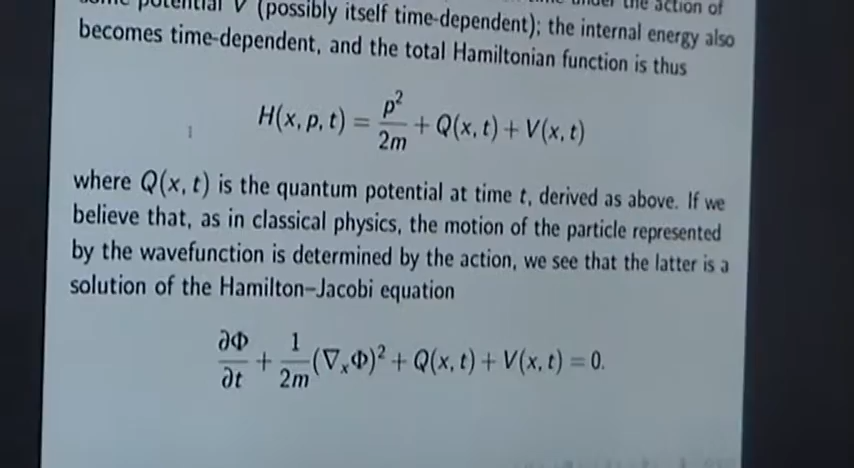 potential V (possibly itself time-dependent); the internal energy also
becomes time-dependent, and the total Hamiltonian function is thus
H(x, p, t) = p²/2m + Q(x, t) + V(x, t)
where Q(x, t) is the quantum potential at time t, derived as above. If we
believe that, as in classical physics, the motion of the particle represented
by the wavefunction is determined by the action, we see that the latter is a
solution of the Hamilton–Jacobi equation
∂Φ/∂t + 1/2m (∇ₓΦ)² + Q(x, t) + V(x, t) = 0.